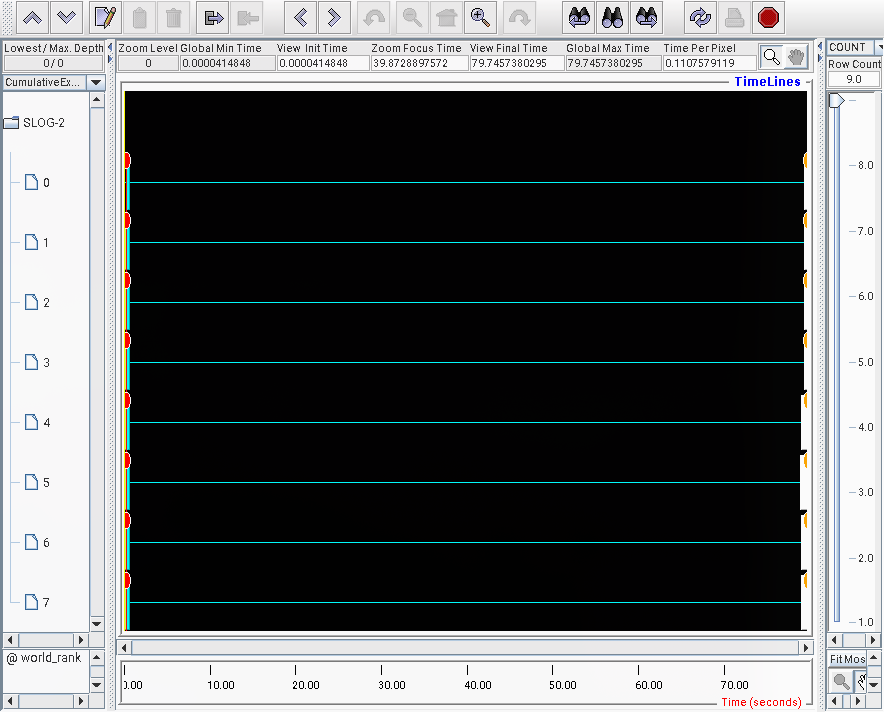 Lowest / Max. Depth
0 / 0
Zoom Level
0
Global Min Time
0.0000414848
View Init Time
0.0000414848
Zoom Focus Time
39.8728897572
View Final Time
79.7457380295
Global Max Time
79.7457380295
Time Per Pixel
0.1107579119
COUNT
Row Count
9.0
CumulativeEx...
TimeLines
SLOG-2
0
1
2
3
4
5
6
7
8.0
7.0
6.0
5.0
4.0
3.0
2.0
1.0
@ world_rank
Fit Mos
0.00 10.00 20.00 30.00 40.00 50.00 60.00 70.00
Time (seconds)